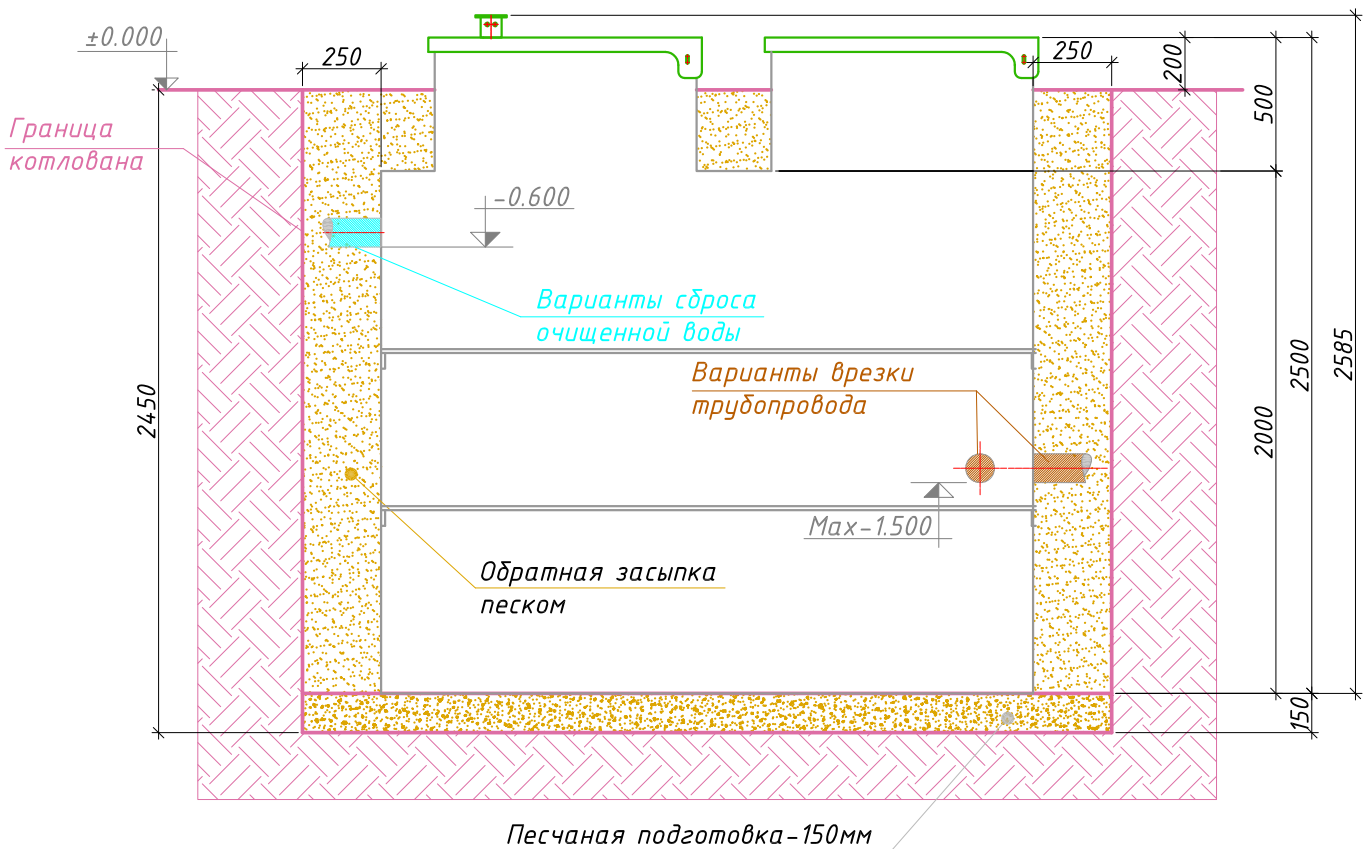 ±0.000
250
250
200
500
Граница
котлована
-0.600
Варианты сброса
очищенной воды
Варианты врезки
трубопровода
2450
2585
2500
2000
Max-1.500
Обратная засыпка
песком
150
Песчаная подготовка-150мм